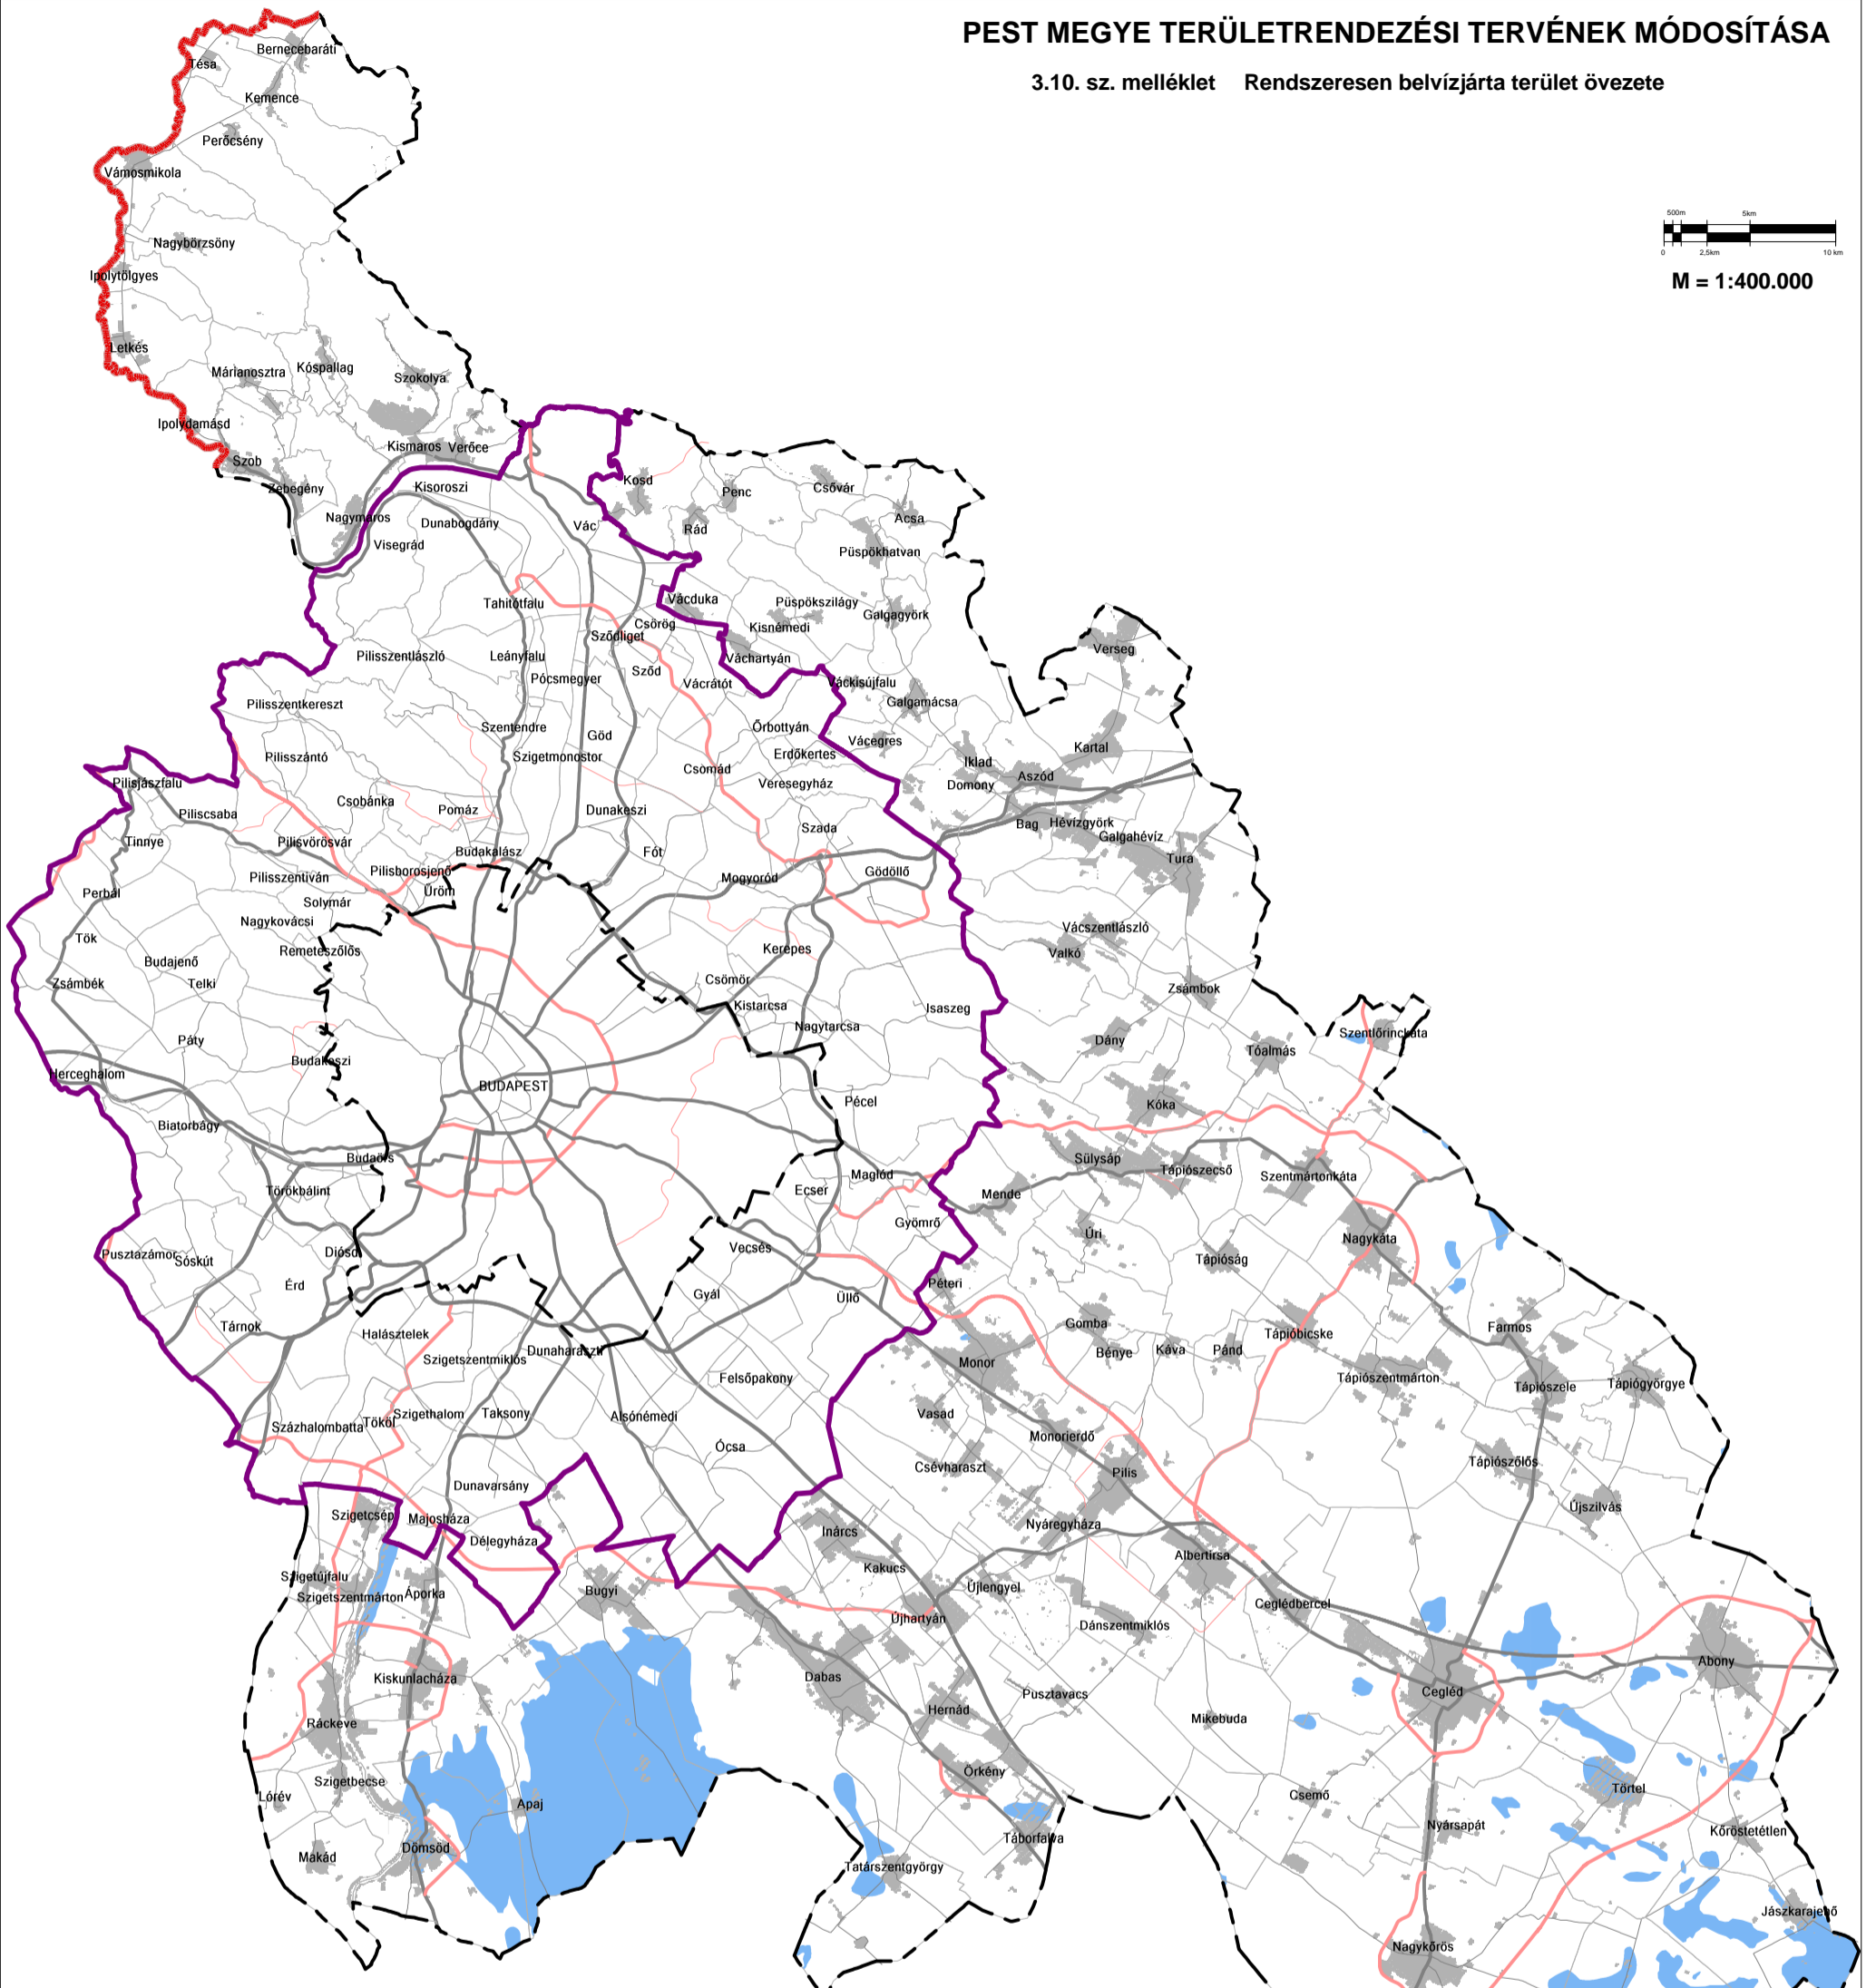 PEST MEGYE TERÜLETRENDEZÉSI TERVÉNEK MÓDOSÍTÁSA
3.10. sz. melléklet Rendszeresen belvízjárta terület övezete
500m 5km
0 2,5km 10 km
M = 1:400.000
Bernecebaráti
Tésa
Kemence
Perőcsény
Vámosmikola
Nagybörzsöny
Ipolytölgyes
Letkés
Márianosztra
Kóspallag
Szokolya
Ipolydamásd
Szob
Kismaros
Verőce
Zebegény
Kisoroszi
Nagymaros
Dunabogdány
Visegrád
Vác
Kosd
Penc
Csővár
Acsa
Rád
Püspökhatvan
Tahitótfalu
Vácduka
Püspökszilágy
Galgagyörk
Kisnémedi
Csörög
Sződliget
Verseg
Pilisszentlászló
Leányfalu
Váchartyán
Sződ
Pócsmegyer
Vácrátót
Váckisújfalu
Galgamácsa
Pilisszentkereszt
Szentendre
Őrbottyán
Göd
Vácegres
Kartal
Pilisszántó
Szigetmonostor
Erdőkertes
Iklad
Csomád
Aszód
Pilisjászfalu
Veresegyház
Domony
Csobánka
Pomáz
Dunakeszi
Piliscsaba
Bag
Hévízgyörk
Szada
Galgahévíz
Tinnye
Pilisvörösvár
Budakalász
Fót
Tura
Pilisborosjenő
Gödöllő
Pilisszentiván
Mogyoród
Üröm
Perbál
Solymár
Nagykovácsi
Vácszentlászló
Tök
Remeteszőlős
Kerepes
Valkó
Budajenő
Csömör
Zsámbék
Telki
Zsámbok
Kistarcsa
Isaszeg
Nagytarcsa
Szentlőrinckáta
Páty
Dány
Tóalmás
Budakeszi
Herceghalom
BUDAPEST
Pécel
Kóka
Biatorbágy
Budaörs
Sülysáp
Tápiószecső
Maglód
Szentmártonkáta
Törökbálint
Ecser
Mende
Gyömrő
Úri
Nagykáta
Vecsés
Pusztazámor
Sóskút
Diósd
Tápióság
Érd
Péteri
Gyál
Üllő
Tárnok
Halásztelek
Gomba
Tápióbicske
Farmos
Dunaharaszti
Szigetszentmiklós
Bénye
Káva
Pánd
Monor
Felsőpakony
Tápiószentmárton
Tápiószele
Tápiógyörgye
Szigethalom
Taksony
Alsónémedi
Vasad
Százhalombatta
Tököl
Monorierdő
Ócsa
Csévharaszt
Pilis
Tápiószőlős
Dunavarsány
Újszilvás
Szigetcsép
Majosháza
Nyáregyháza
Inárcs
Délegyháza
Albertirsa
Kakucs
Szigetújfalu
Újlengyel
Szigetszentmárton
Áporka
Bugyi
Ceglédbercel
Újhartyán
Dánszentmiklós
Kiskunlacháza
Dabas
Abony
Pusztavacs
Cegléd
Hernád
Mikebuda
Ráckeve
Örkény
Szigetbecse
Törtel
Lórév
Apaj
Csemő
Nyársapát
Kőröstetétlen
Táborfalva
Dömsöd
Makád
Tatárszentgyörgy
Jászkarajenő
Nagykőrös